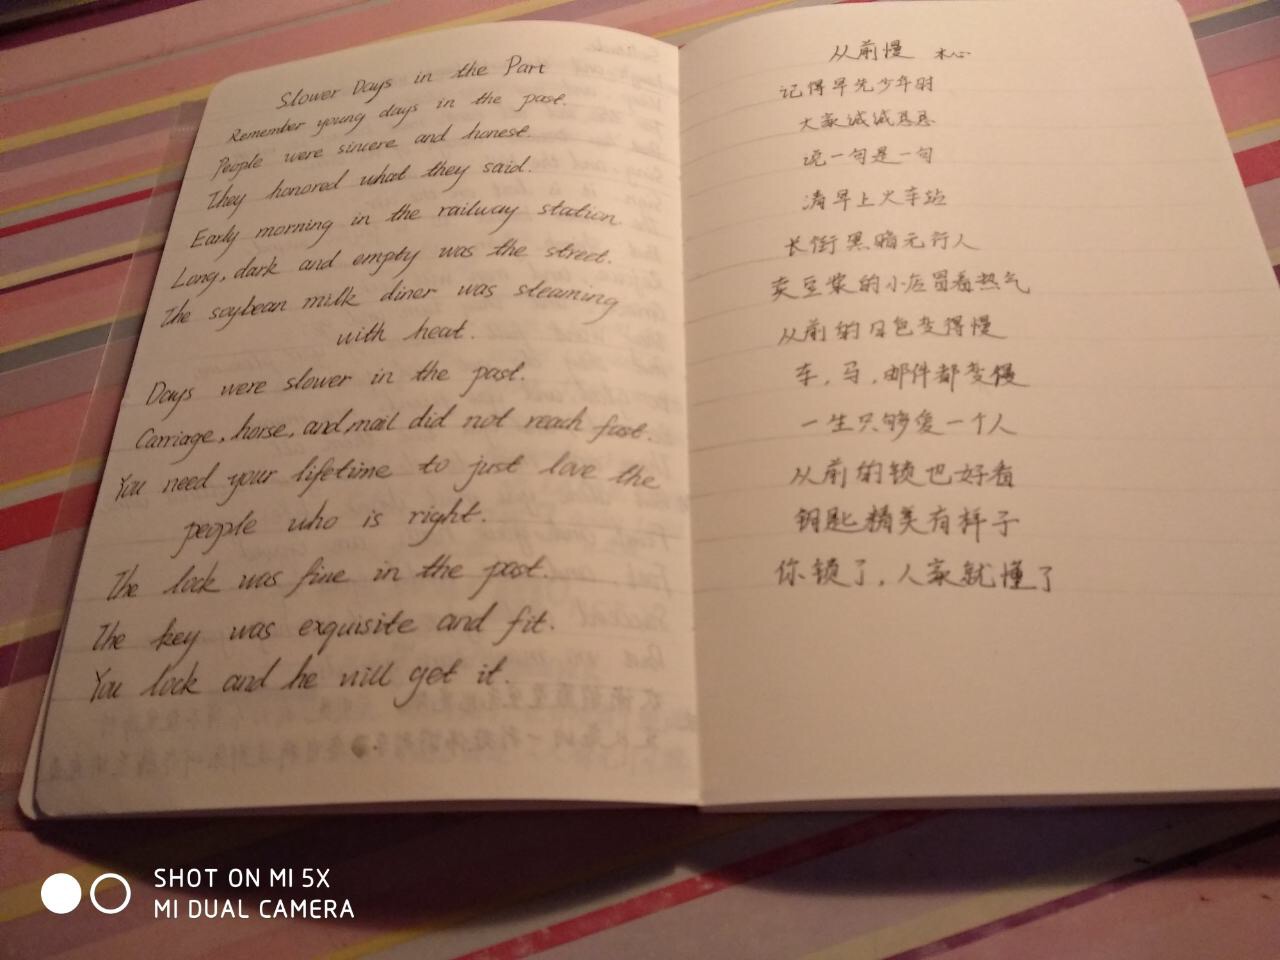 Slower Days in the Part
Remember young days in the past.
People were sincere and honest.
They honored what they said.
Early morning in the railway station.
Long, dark and empty was the street.
The soybean milk diner was steaming
with heat.
Days were slower in the past.
Carriage, horse, and mail did not reach fast.
You need your lifetime to just love the
people who is right.
The lock was fine in the past.
The key was exquisite and fit.
You lock and he will get it.
从前慢 木心
记得早先少年时
大家诚诚恳恳
说一句是一句
清早上火车站
长街黑暗无行人
卖豆浆的小店冒着热气
从前的日色变得慢
车,马,邮件都变慢
一生只够爱一个人
从前的锁也好看
钥匙精美有样子
你锁了,人家就懂了
SHOT ON MI 5X
MI DUAL CAMERA